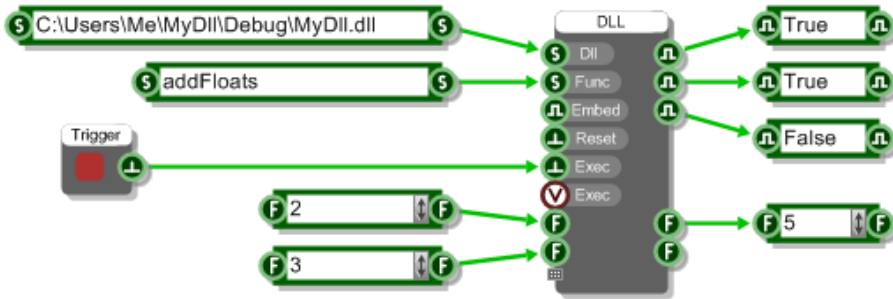 DLL
S C:\Users\Me\MyDll\Debug\MyDll.dll S
S Dll
True
S addFloats S
S Func
True
Embed
False
Trigger
Reset
Exec
V Exec
F 2 F
F F
F 5 F
F 3 F
F F